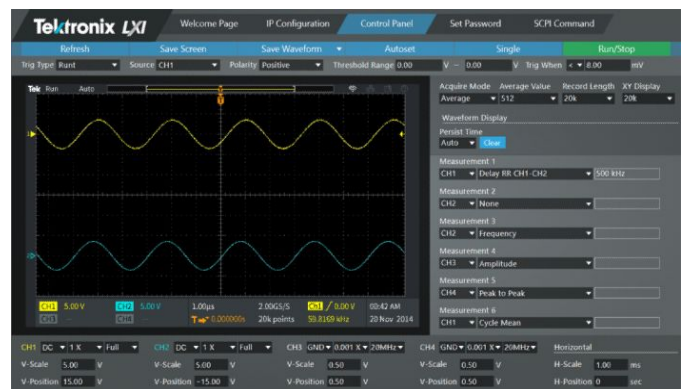 Tektronix LXI Welcome Page IP Configuration Control Panel Set Password SCPI Command
Refresh Save Screen Save Waveform Autoset Single Run/Stop
Trig Type Runt Source CH1 Polarity Positive Threshold Range 0.00 V – 0.00 V Trig When < 8.00 mV
Tek Run Auto
Acquire Mode Average Value Record Length XY Display
Average 512 20k 20k
Waveform Display
Persist Time
Auto Clear
Measurement 1
CH1 Delay RR CH1-CH2 500 kHz
Measurement 2
CH2 None
Measurement 3
CH2 Frequency
Measurement 4
CH3 Amplitude
Measurement 5
CH4 Peak to Peak
Measurement 6
CH1 Cycle Mean
CH1 5.00 V CH2 5.00 V 1.00µs 2.00GS/S CH1 / 0.00 V 00:42 AM
CH3 CH4 T 0.000000s 20k points 59.8169 kHz 20 Nov 2014
CH1 DC 1 X Full CH2 DC 1 X Full CH3 GND 0.001 X 20MHz CH4 GND 0.001 X 20MHz Horizontal
V-Scale 5.00 V V-Scale 5.00 V V-Scale 0.50 V V-Scale 0.50 V H-Scale 1.00 ms
V-Position 15.00 V V-Position -15.00 V V-Position 0.50 V V-Position 0.50 V H-Position 0 sec